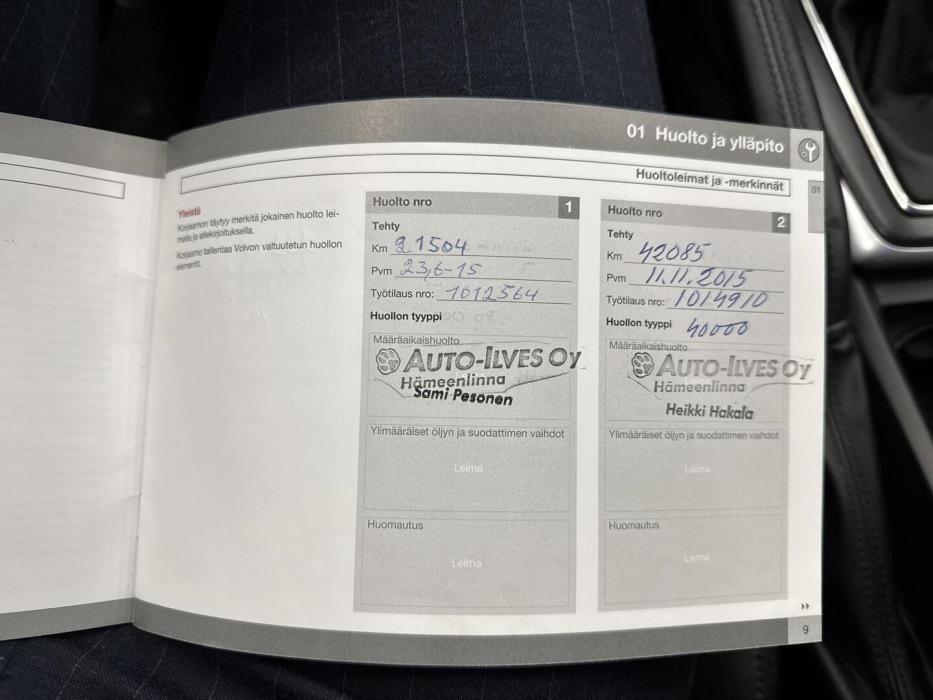 01 Huolto ja ylläpito
Huoltoleimat ja -merkinnät
01
Yleistä
Korjaamon täytyy merkitä jokainen huolto lei-
malla ja allekirjoituksella.
Korjaamo tallentaa Volvon valtuutetun huollon
elementit.
Huolto nro 1
Tehty
Km 21504
Pvm 23,6-15
Työtilaus nro: 1012564
Huollon tyyppi
Määräaikaishuolto
AUTO-ILVES OY
Hämeenlinna
Sami Pesonen
Ylimääräiset öljyn ja suodattimen vaihdot
Leima
Huomautus
Leima
Huolto nro 2
Tehty
Km 42085
Pvm 11.11.2015
Työtilaus nro: 1014910
Huollon tyyppi 40000
Määräaikaishuolto
AUTO-ILVES OY
Hämeenlinna
Heikki Hakala
Ylimääräiset öljyn ja suodattimen vaihdot
Leima
Huomautus
Leima
9